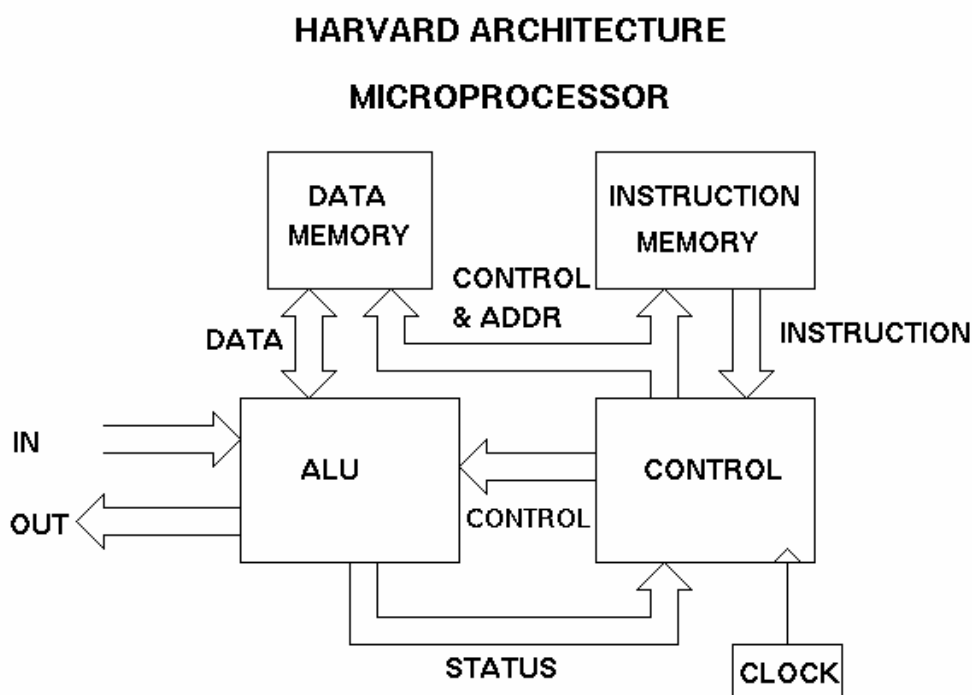 HARVARD ARCHITECTURE
MICROPROCESSOR
DATA
MEMORY
INSTRUCTION
MEMORY
CONTROL
& ADDR
DATA
INSTRUCTION
IN
ALU
CONTROL
OUT
CONTROL
STATUS
CLOCK